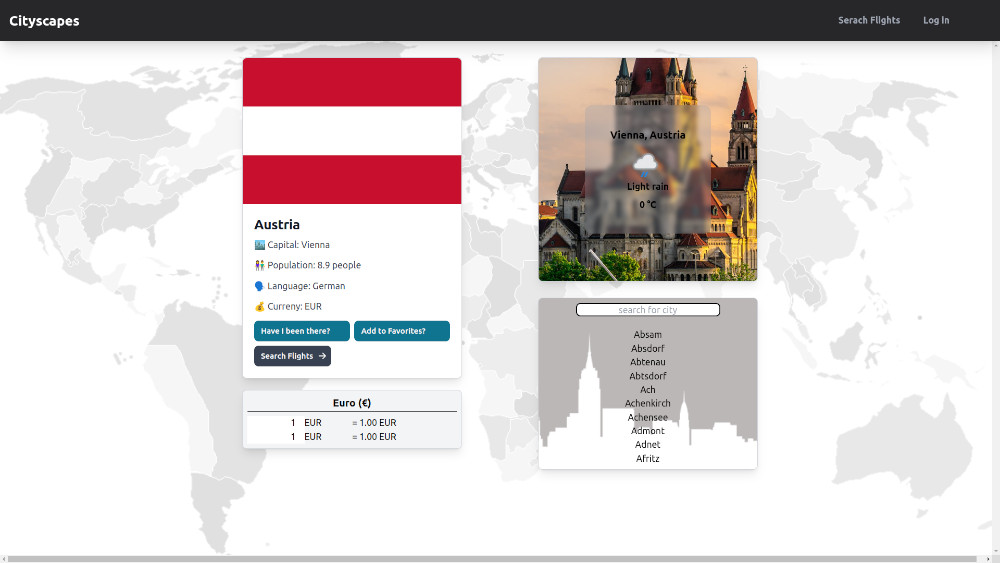 Cityscapes
Serach Flights
Log In
Austria
🏙️ Capital: Vienna
👫 Population: 8.9 people
🗣️ Language: German
💰 Curreny: EUR
Have I been there?
Add to Favorites?
Search Flights →
Euro (€)
1 EUR = 1.00 EUR
1 EUR = 1.00 EUR
Vienna, Austria
Light rain
0 °C
search for city
Absam
Absdorf
Abtenau
Abtsdorf
Ach
Achenkirch
Achensee
Admont
Adnet
Afritz